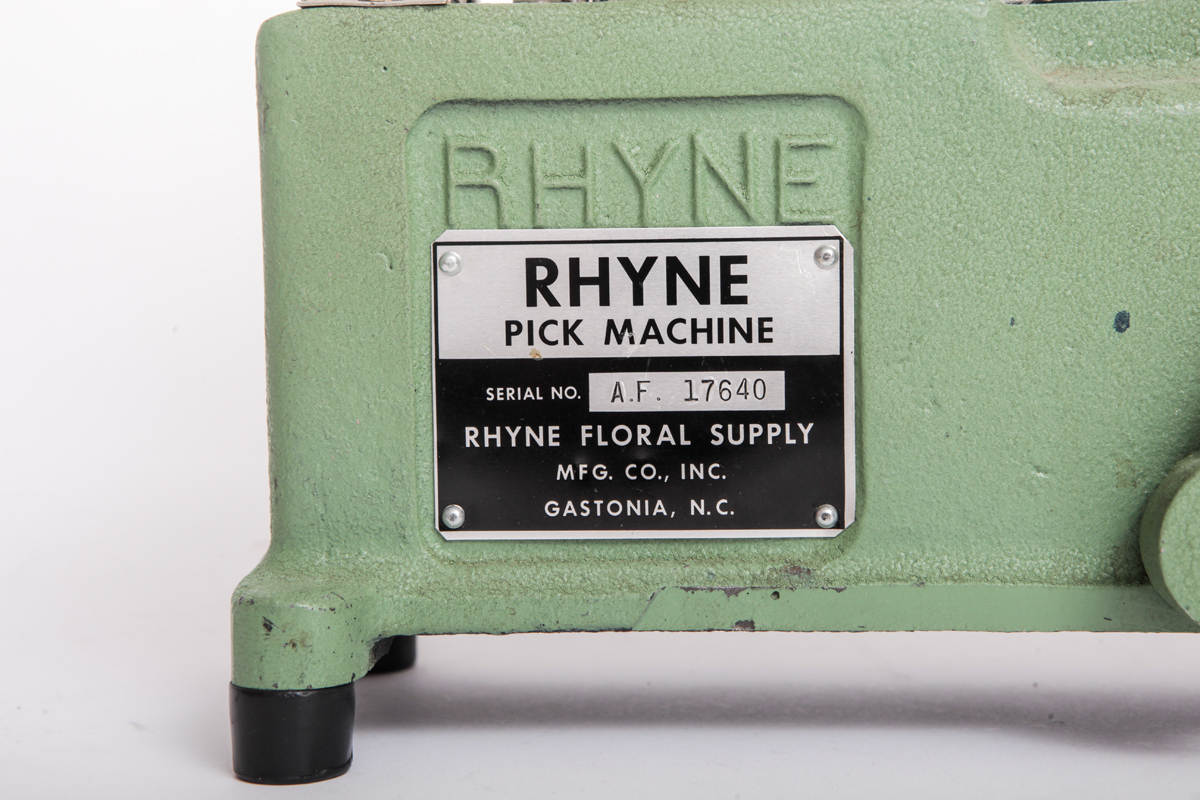 RHYNE
RHYNE
PICK MACHINE
SERIAL NO. A.F. 17640
RHYNE FLORAL SUPPLY
MFG. CO., INC.
GASTONIA, N.C.